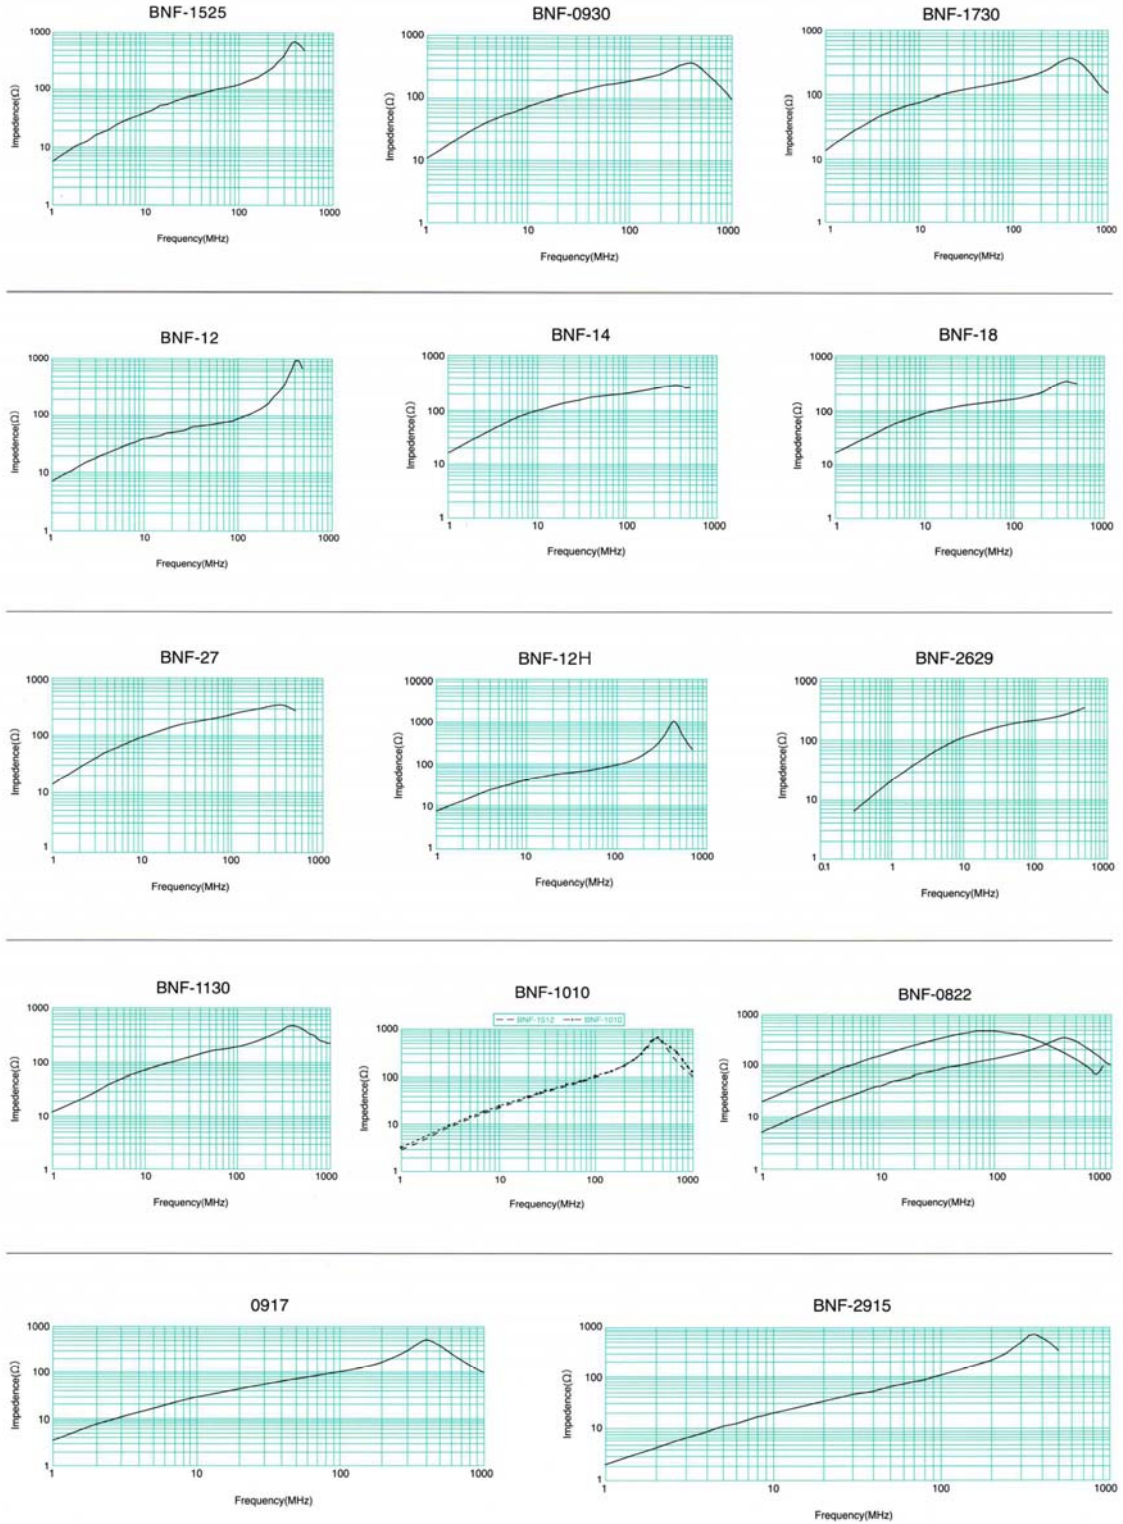 BNF-1525
BNF-0930
BNF-1730
Impedence(Ω)
1000
100
10
1
1 10 100 1000
Frequency(MHz)
Impedence(Ω)
1000
100
10
1
1 10 100 1000
Frequency(MHz)
Impedence(Ω)
1000
100
10
1
1 10 100 1000
Frequency(MHz)
BNF-12
BNF-14
BNF-18
Impedence(Ω)
1000
100
10
1
1 10 100 1000
Frequency(MHz)
Impedence(Ω)
1000
100
10
1
1 10 100 1000
Frequency(MHz)
Impedence(Ω)
1000
100
10
1
1 10 100 1000
Frequency(MHz)
BNF-27
BNF-12H
BNF-2629
Impedence(Ω)
1000
100
10
1
1 10 100 1000
Frequency(MHz)
Impedence(Ω)
10000
1000
100
10
1
1 10 100 1000
Frequency(MHz)
Impedence(Ω)
1000
100
10
1
0.1 1 10 100 1000
Frequency(MHz)
BNF-1130
BNF-1010
BNF-0822
Impedence(Ω)
1000
100
10
1
1 10 100 1000
Frequency(MHz)
BNF-1512 BNF-1010
Impedence(Ω)
1000
100
10
1
1 10 100 1000
Frequency(MHz)
Impedence(Ω)
1000
100
10
1
1 10 100 1000
Frequency(MHz)
0917
BNF-2915
Impedence(Ω)
1000
100
10
1
1 10 100 1000
Frequency(MHz)
Impedence(Ω)
1000
100
10
1
1 10 100 1000
Frequency(MHz)